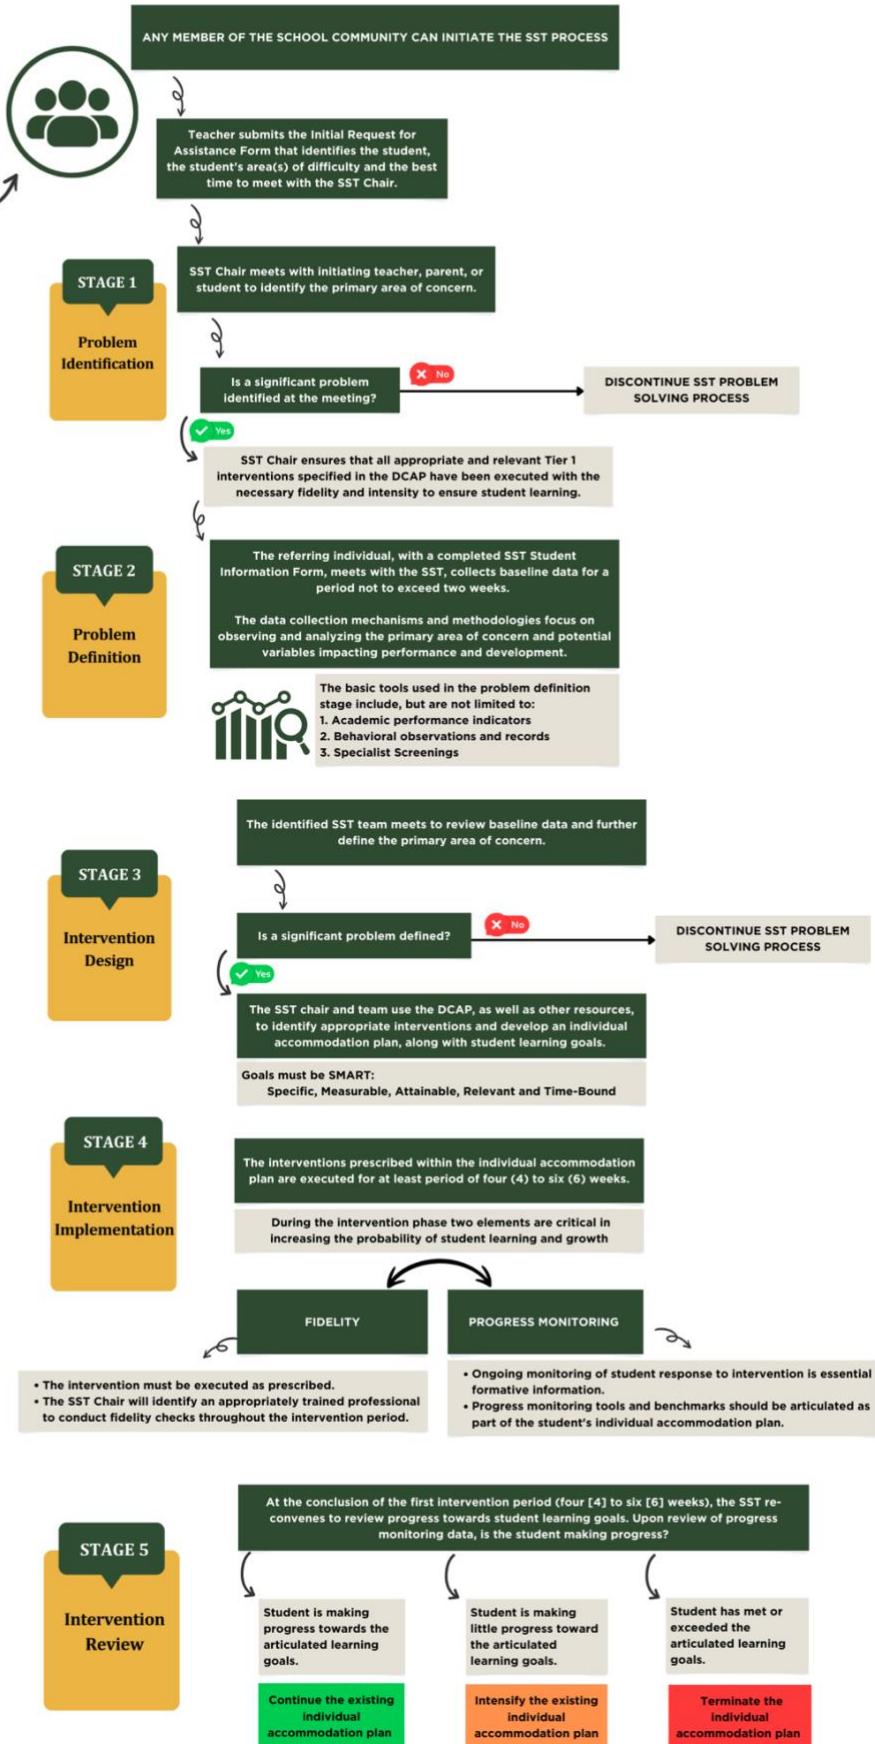 ANY MEMBER OF THE SCHOOL COMMUNITY CAN INITIATE THE SST PROCESS
Teacher submits the Initial Request for
Assistance Form that identifies the student,
the student's area(s) of difficulty and the best
time to meet with the SST Chair.
STAGE 1
Problem
Identification
SST Chair meets with initiating teacher, parent, or
student to identify the primary area of concern.
Is a significant problem
identified at the meeting?
No
DISCONTINUE SST PROBLEM
SOLVING PROCESS
Yes
SST Chair ensures that all appropriate and relevant Tier 1
interventions specified in the DCAP have been executed with the
necessary fidelity and intensity to ensure student learning.
STAGE 2
Problem
Definition
The referring individual, with a completed SST Student
Information Form, meets with the SST, collects baseline data for a
period not to exceed two weeks.
The data collection mechanisms and methodologies focus on
observing and analyzing the primary area of concern and potential
variables impacting performance and development.
The basic tools used in the problem definition
stage include, but are not limited to:
1. Academic performance indicators
2. Behavioral observations and records
3. Specialist Screenings
STAGE 3
Intervention
Design
The identified SST team meets to review baseline data and further
define the primary area of concern.
Is a significant problem defined?
No
DISCONTINUE SST PROBLEM
SOLVING PROCESS
Yes
The SST chair and team use the DCAP, as well as other resources,
to identify appropriate interventions and develop an individual
accommodation plan, along with student learning goals.
Goals must be SMART:
Specific, Measurable, Attainable, Relevant and Time-Bound
STAGE 4
Intervention
Implementation
The interventions prescribed within the individual accommodation
plan are executed for at least period of four (4) to six (6) weeks.
During the intervention phase two elements are critical in
increasing the probability of student learning and growth
FIDELITY
• The intervention must be executed as prescribed.
• The SST Chair will identify an appropriately trained professional
to conduct fidelity checks throughout the intervention period.
PROGRESS MONITORING
• Ongoing monitoring of student response to intervention is essential
formative information.
• Progress monitoring tools and benchmarks should be articulated as
part of the student's individual accommodation plan.
STAGE 5
Intervention
Review
At the conclusion of the first intervention period (four [4] to six [6] weeks), the SST re-
convenes to review progress towards student learning goals. Upon review of progress
monitoring data, is the student making progress?
Student is making
progress towards the
articulated learning
goals.
Continue the existing
individual
accommodation plan
Student is making
little progress toward
the articulated
learning goals.
Intensify the existing
individual
accommodation plan
Student has met or
exceeded the
articulated learning
goals.
Terminate the
individual
accommodation plan